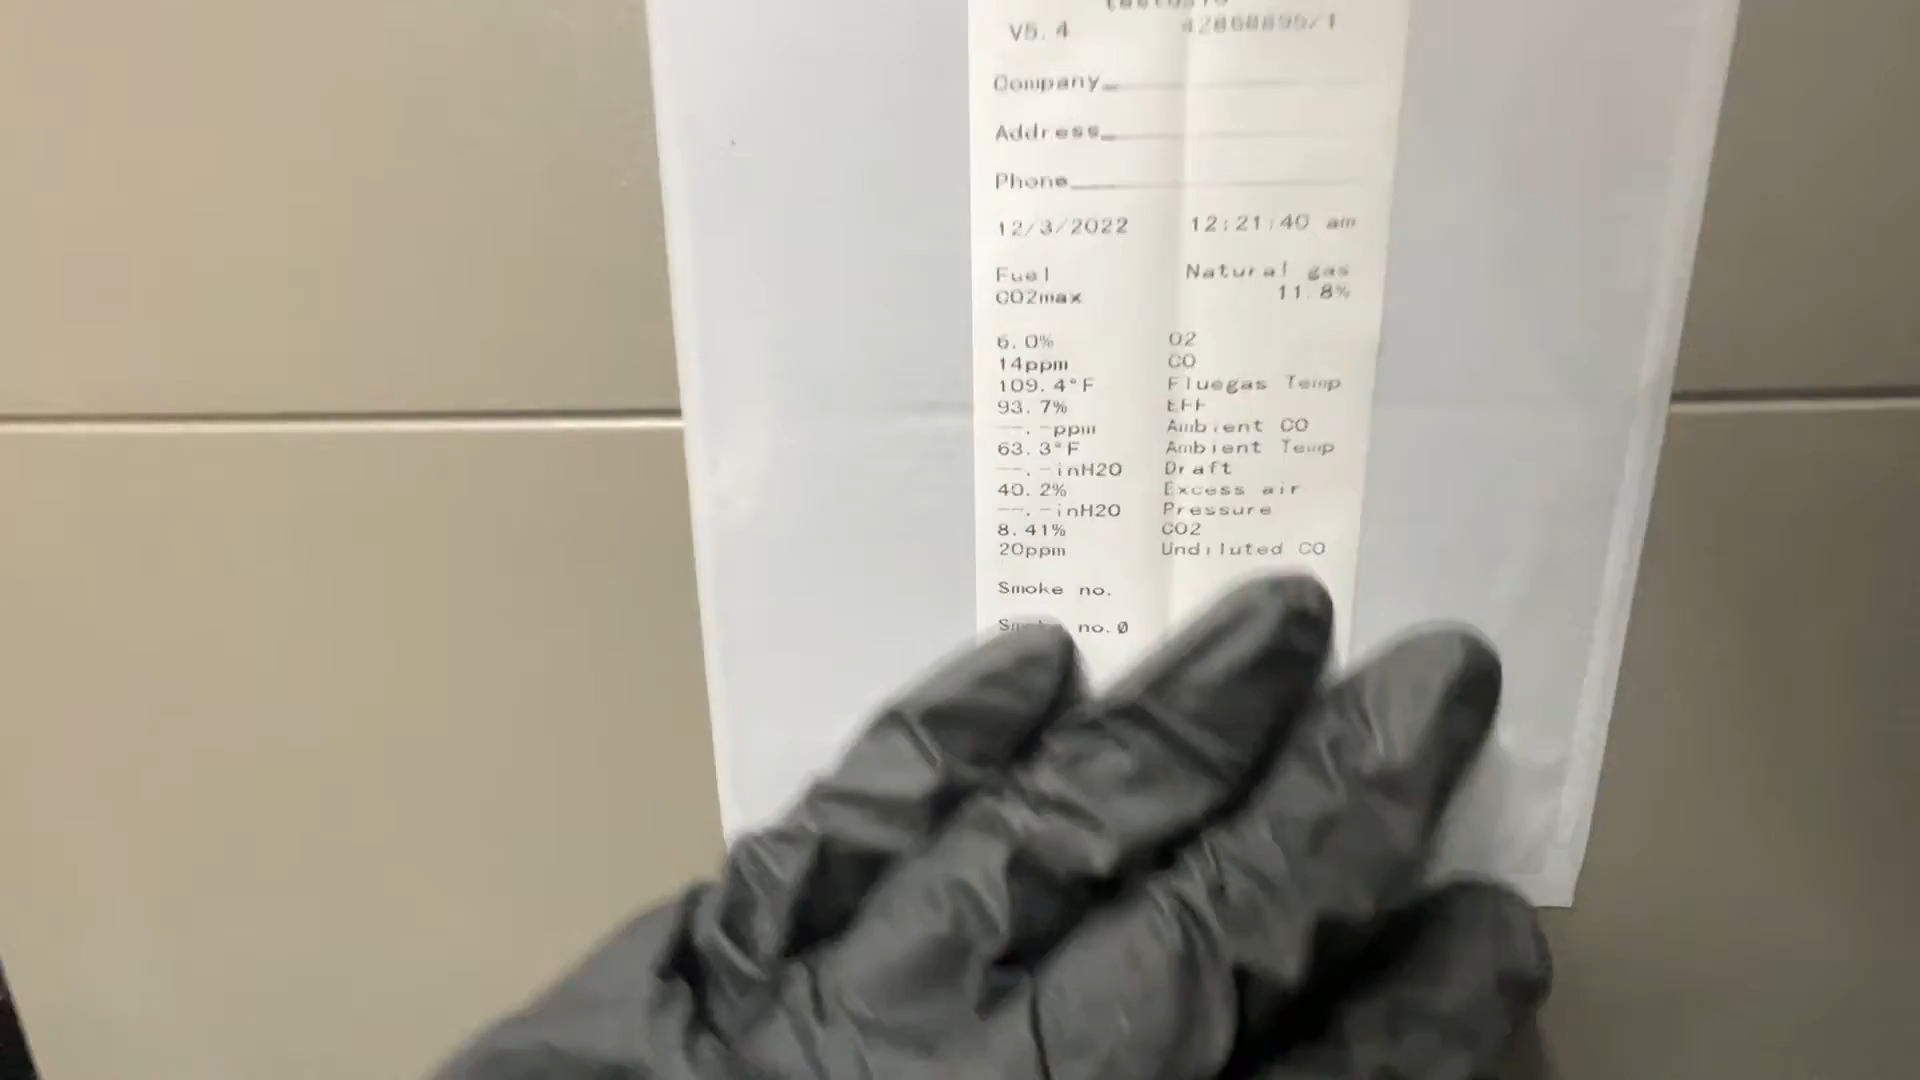 V5.4 42868895/1
Company
Address
Phone
12/3/2022 12:21:40 am
Fuel Natural gas
CO2max 11.8%
6.0% O2
14ppm CO
109.4°F Fluegas Temp
93.7% EFF
--.-ppm Ambient CO
63.3°F Ambient Temp
--.-inH2O Draft
40.2% Excess air
--.-inH2O Pressure
8.41% CO2
20ppm Undiluted CO
Smoke no.
no.0